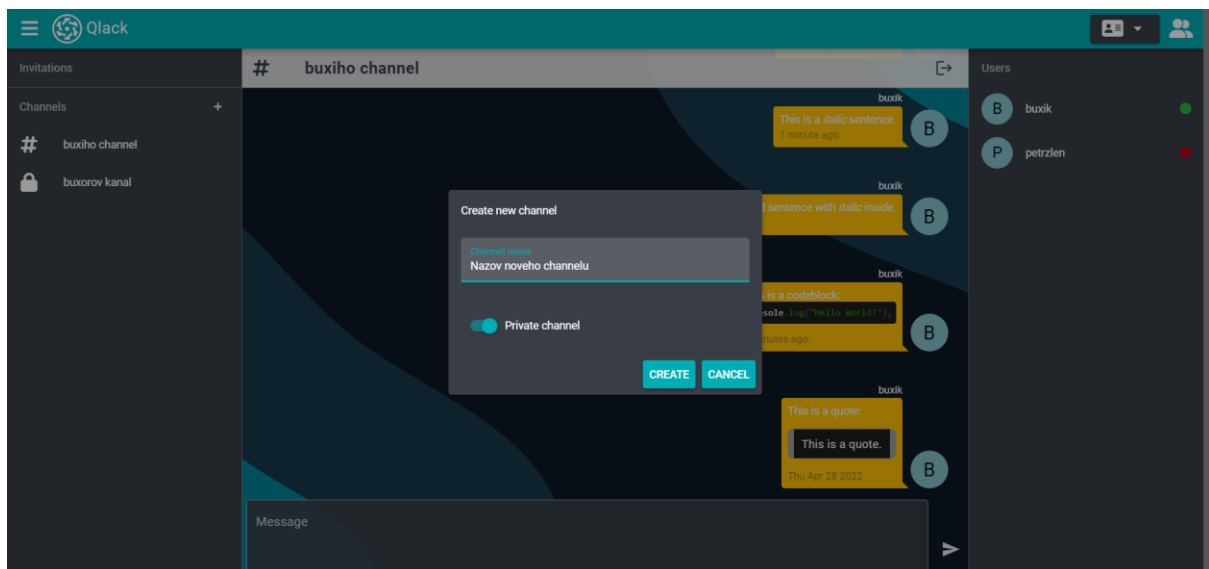 Qlack
Invitations
Channels
+
# buxiho channel
buxorov kanal
# buxiho channel
buxik
This is a italic sentence.
1 minute ago.
B
buxik
sentence with italic inside.
B
buxik
is a codeblock:
sole.log("Hello World!");
nutes ago.
B
buxik
This is a quote:
This is a quote.
Thu Apr 28 2022
B
Message
Create new channel
Channel name
Nazov noveho channelu
Private channel
CREATE CANCEL
Users
B buxik
P petrzlen